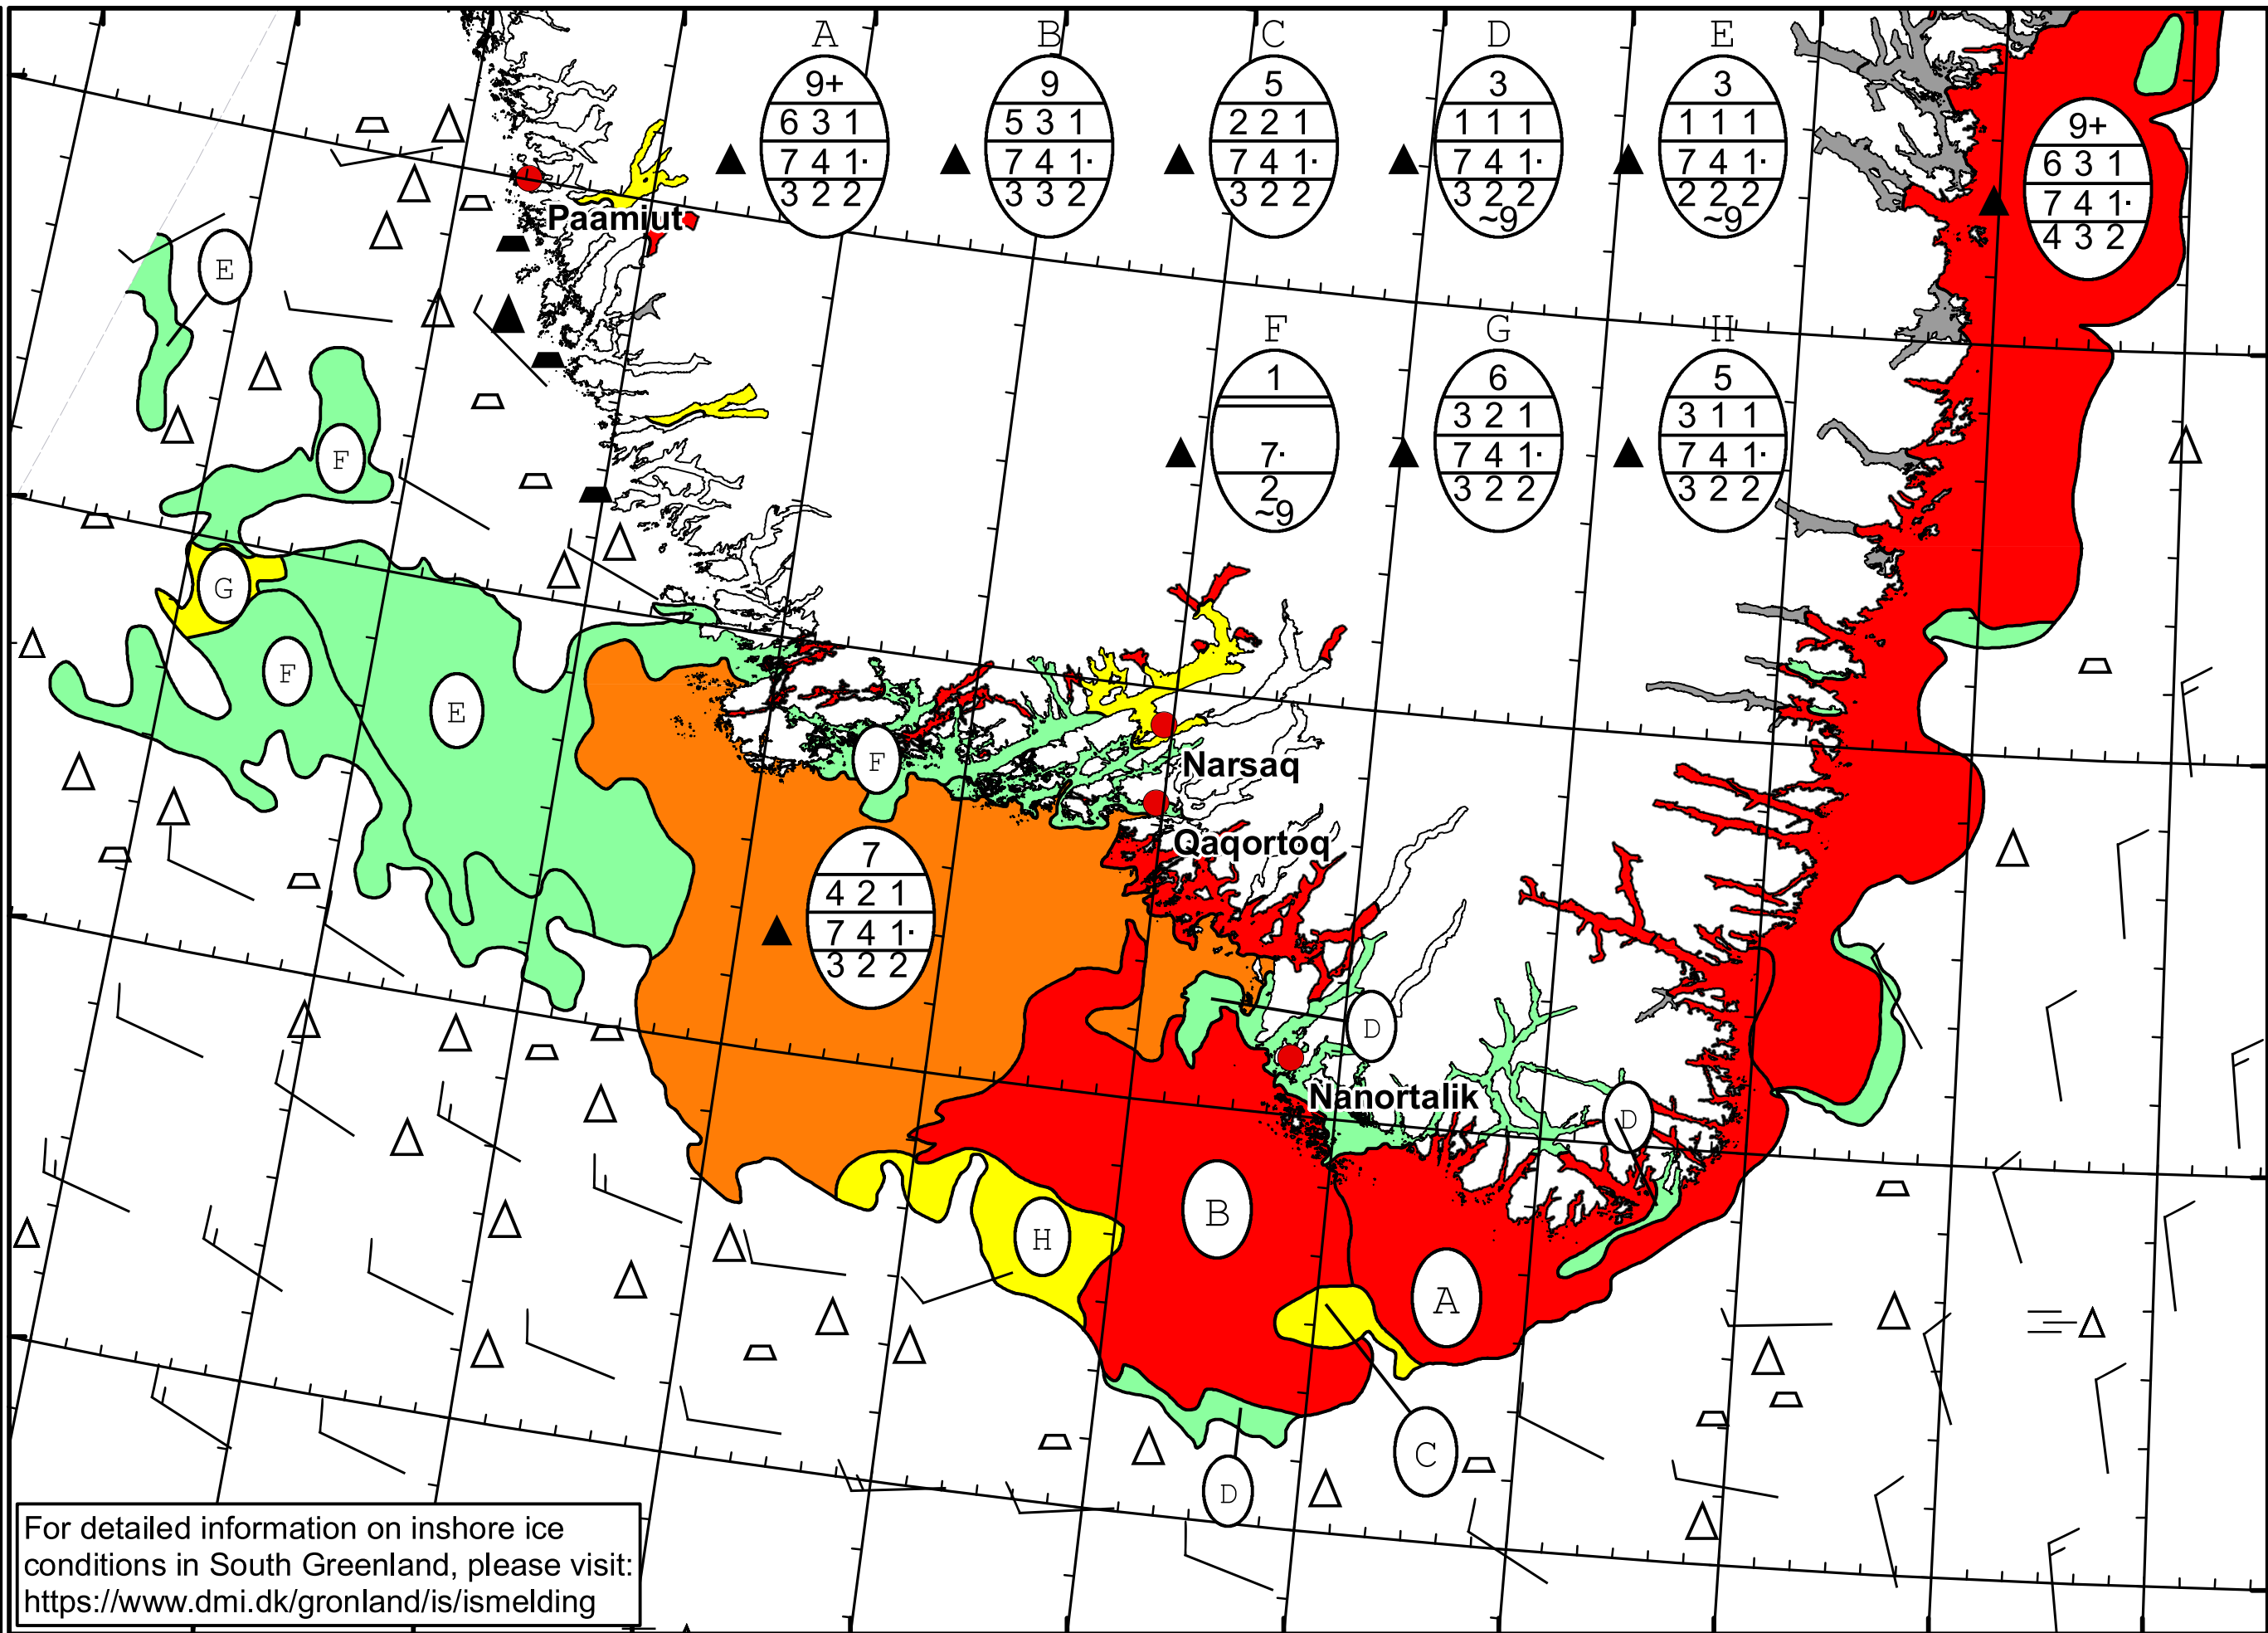 A B C D E
9+ 9 5 3 3 9+
6 3 1 5 3 1 2 2 1 1 1 1 1 1 1 6 3 1
7 4 1· 7 4 1· 7 4 1· 7 4 1· 7 4 1· 7 4 1·
3 2 2 3 3 2 3 2 2 3 2 2 2 2 2 4 3 2
~9 ~9
Paamiut
E
F G H
1 6 5
3 2 1 3 1 1
7· 7 4 1· 7 4 1·
2 3 2 2 3 2 2
~9
F
G
F
E
F
Narsaq
Qaqortoq
7
4 2 1
7 4 1·
3 2 2
D
Nanortalik
D
B
H
A
C
D
For detailed information on inshore ice
conditions in South Greenland, please visit:
https://www.dmi.dk/gronland/is/ismelding